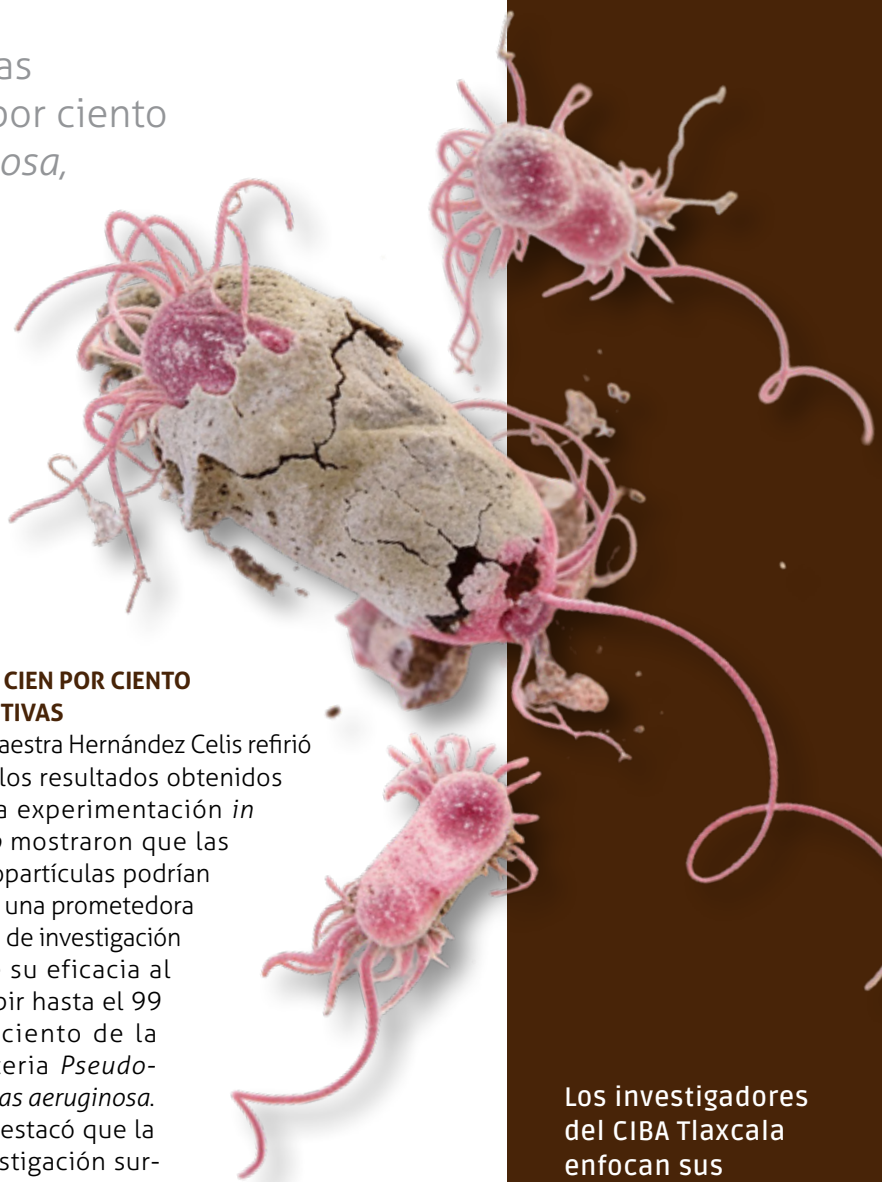 as
por ciento
osa,
CIEN POR CIENTO
TIVAS
aestra Hernández Celis refirió
los resultados obtenidos
a experimentación in
o mostraron que las
opartículas podrían
una prometedora
de investigación
su eficacia al
bir hasta el 99
ciento de la
teria Pseudo-
as aeruginosa.
estacó que la
stigación sur-
Los investigadores
del CIBA Tlaxcala
enfocan sus